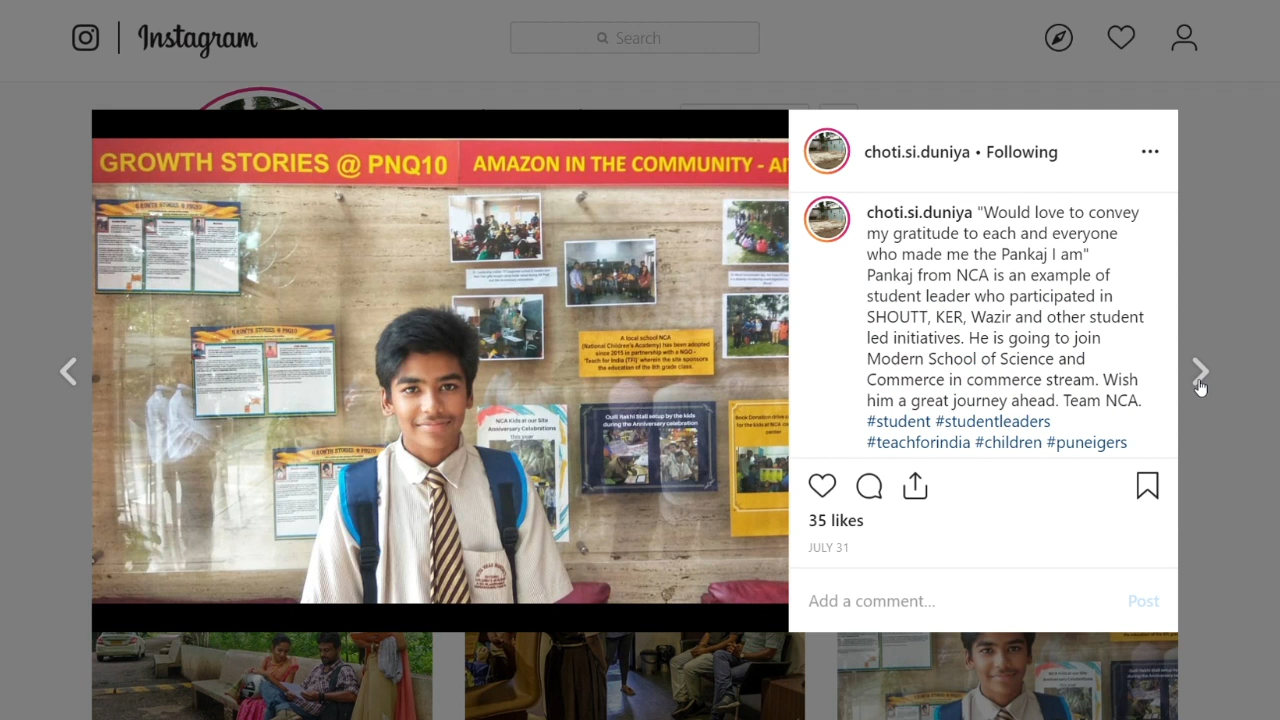 Instagram
Search
GROWTH STORIES @ PNQ10
AMAZON IN THE COMMUNITY - AI
A local school NCA
(National Children's Academy) has been adopted
since 2015 in partnership with a NGO -
Teach for India (TFI) wherein the site sponsors
the education of the 8th grade class.
NCA Kids at our Site
Anniversary Celebrations
this year
Quill Rakhi Stall setup by the kids
during the Anniversary celebration
Book Donation drive
for the kids at NCA
choti.si.duniya • Following
choti.si.duniya "Would love to convey
my gratitude to each and everyone
who made me the Pankaj I am"
Pankaj from NCA is an example of
student leader who participated in
SHOUTT, KER, Wazir and other student
led initiatives. He is going to join
Modern School of Science and
Commerce in commerce stream. Wish
him a great journey ahead. Team NCA.
#student #studentleaders
#teachforindia #children #puneigers
35 likes
JULY 31
Add a comment...
Post